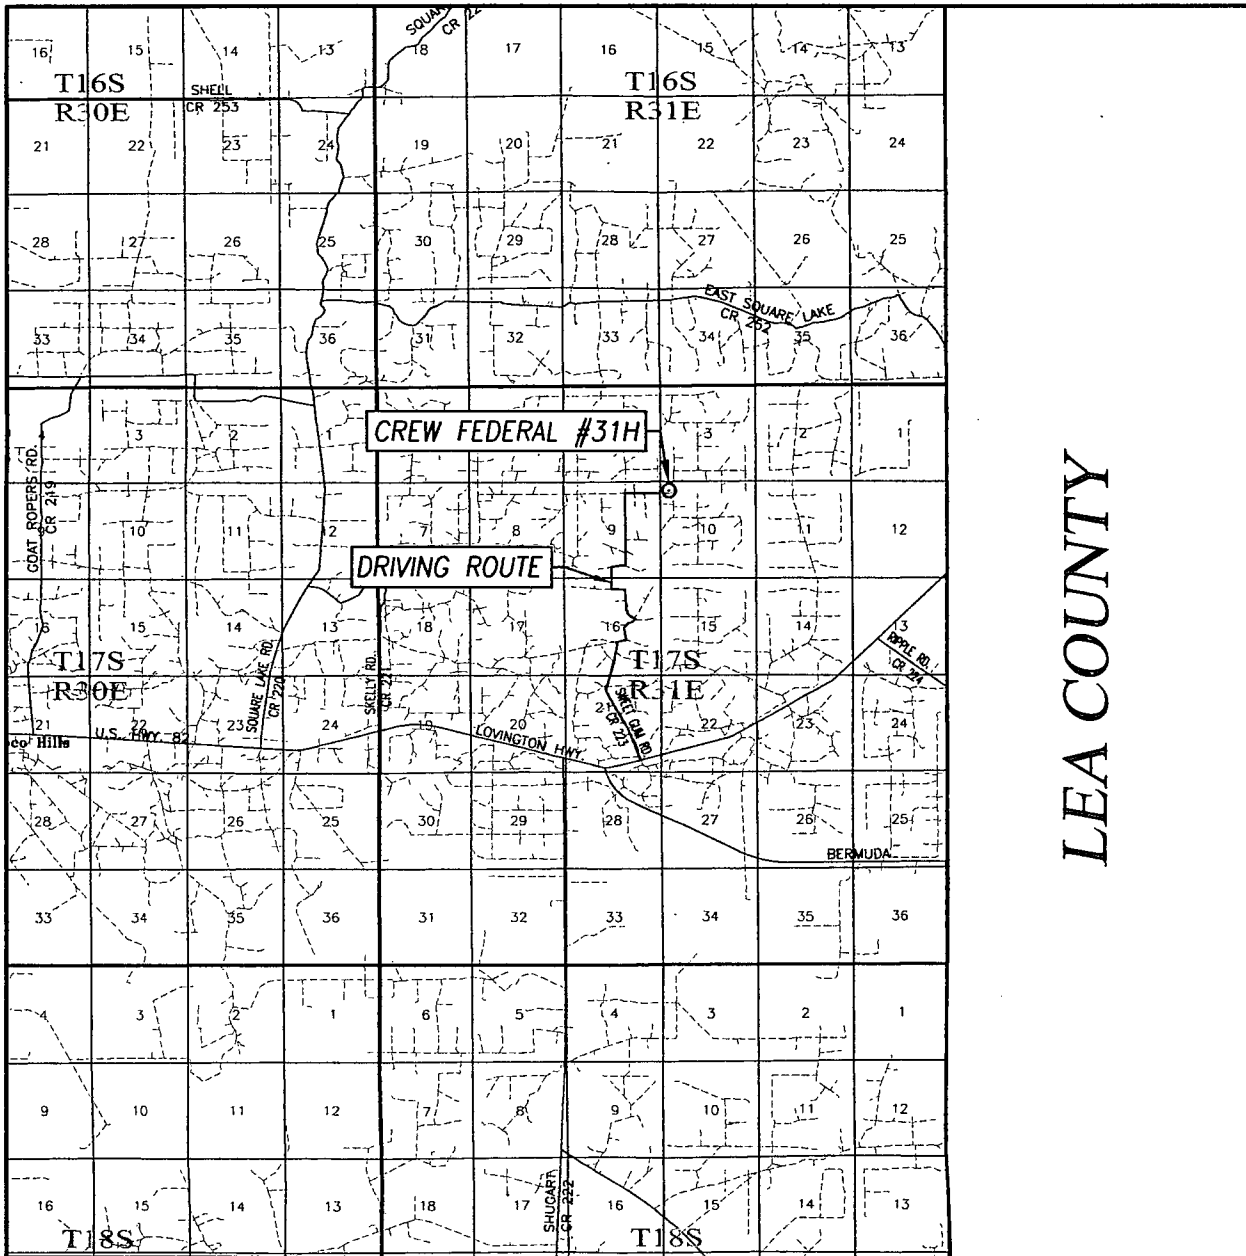 SQUAR
CR 22
16 15 14 13 18 17 16 15 14 13
T16S T16S
R30E R31E
SHELL
CR 253
21 22 23 24 19 20 21 22 23 24
28 27 26 25 30 29 28 27 26 25
EAST SQUARE LAKE
CR 252
33 34 35 36 31 32 33 34 35 36
4 3 2 1 3 2 1
CREW FEDERAL #31H
GOAT ROPERS RD.
CR 219
9 10 11 12 7 8 9 10 11 12
DRIVING ROUTE
15 14 13 18 17 16 15 14 13
RIPPLE RD.
CR 224
T17S T17S
R30E R31E
SQUARE LAKE RD.
CR 220
SKELLY RD.
CR 221
SWEET GUM RD.
CR 223
21 22 23 24 19 20 22 23 24
oco Hills
U.S. HWY. 82
LOVINGTON HWY
28 27 26 25 30 29 28 27 26 25
BERMUDA
33 34 35 36 31 32 33 34 35 36
4 3 2 1 6 5 4 3 2 1
9 10 11 12 7 8 9 10 11 12
16 15 14 13 18 17 16 15 14 13
SHUGART
CR 222
T18S T18S
LEA COUNTY